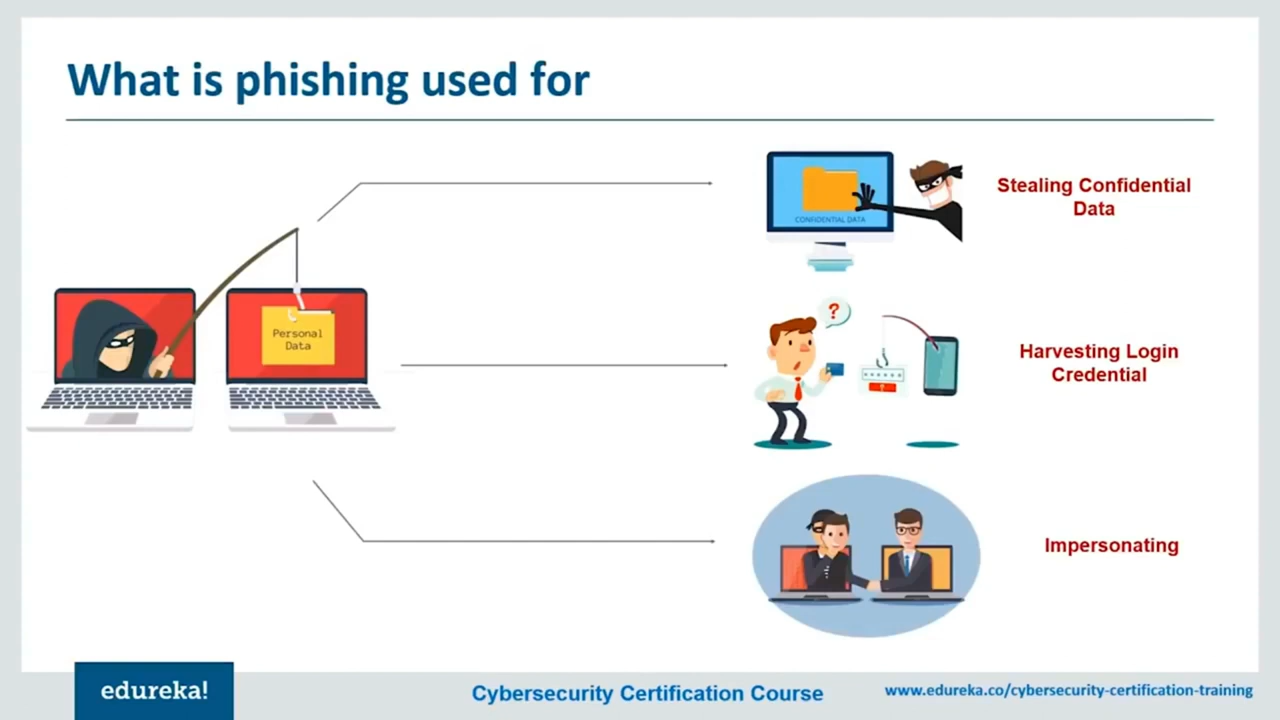 What is phishing used for
CONFIDENTIAL DATA
Stealing Confidential
Data
Personal
Data
?
Harvesting Login
Credential
Impersonating
edureka!
Cybersecurity Certification Course
www.edureka.co/cybersecurity-certification-training